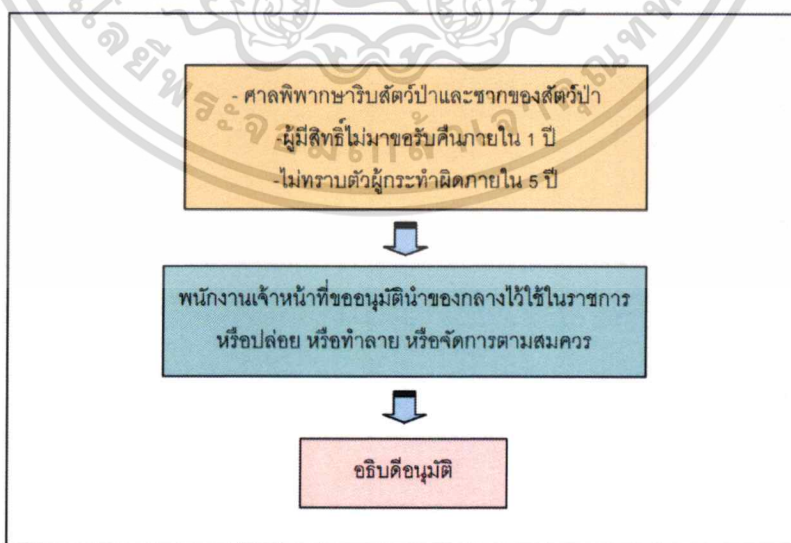 - ศาลพิพากษาริบสัตว์ป่าและซากของสัตว์ป่า
-ผู้มีสิทธิ์ไม่มาขอรับคืนภายใน 1 ปี
-ไม่ทราบตัวผู้กระทำผิดภายใน 5 ปี
พนักงานเจ้าหน้าที่ขออนุมัตินำของกลางไว้ใช้ในราชการ
หรือปล่อย หรือทำลาย หรือจัดการตามสมควร
อธิบดีอนุมัติ